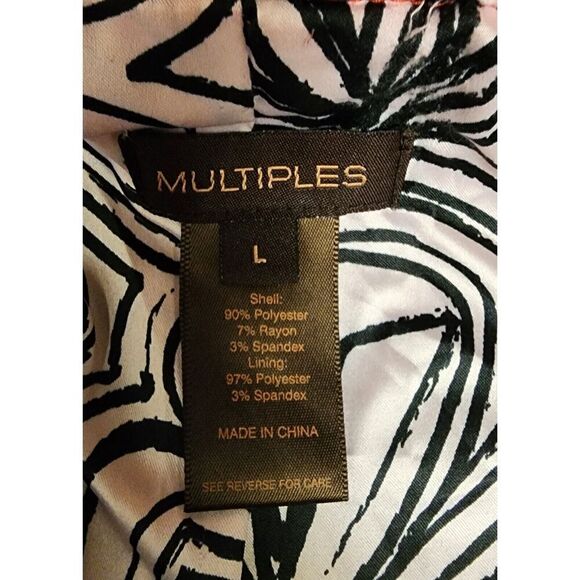 MULTIPLES
L
Shell:
90% Polyester
7% Rayon
3% Spandex
Lining:
97% Polyester
3% Spandex
MADE IN CHINA
SEE REVERSE FOR CARE